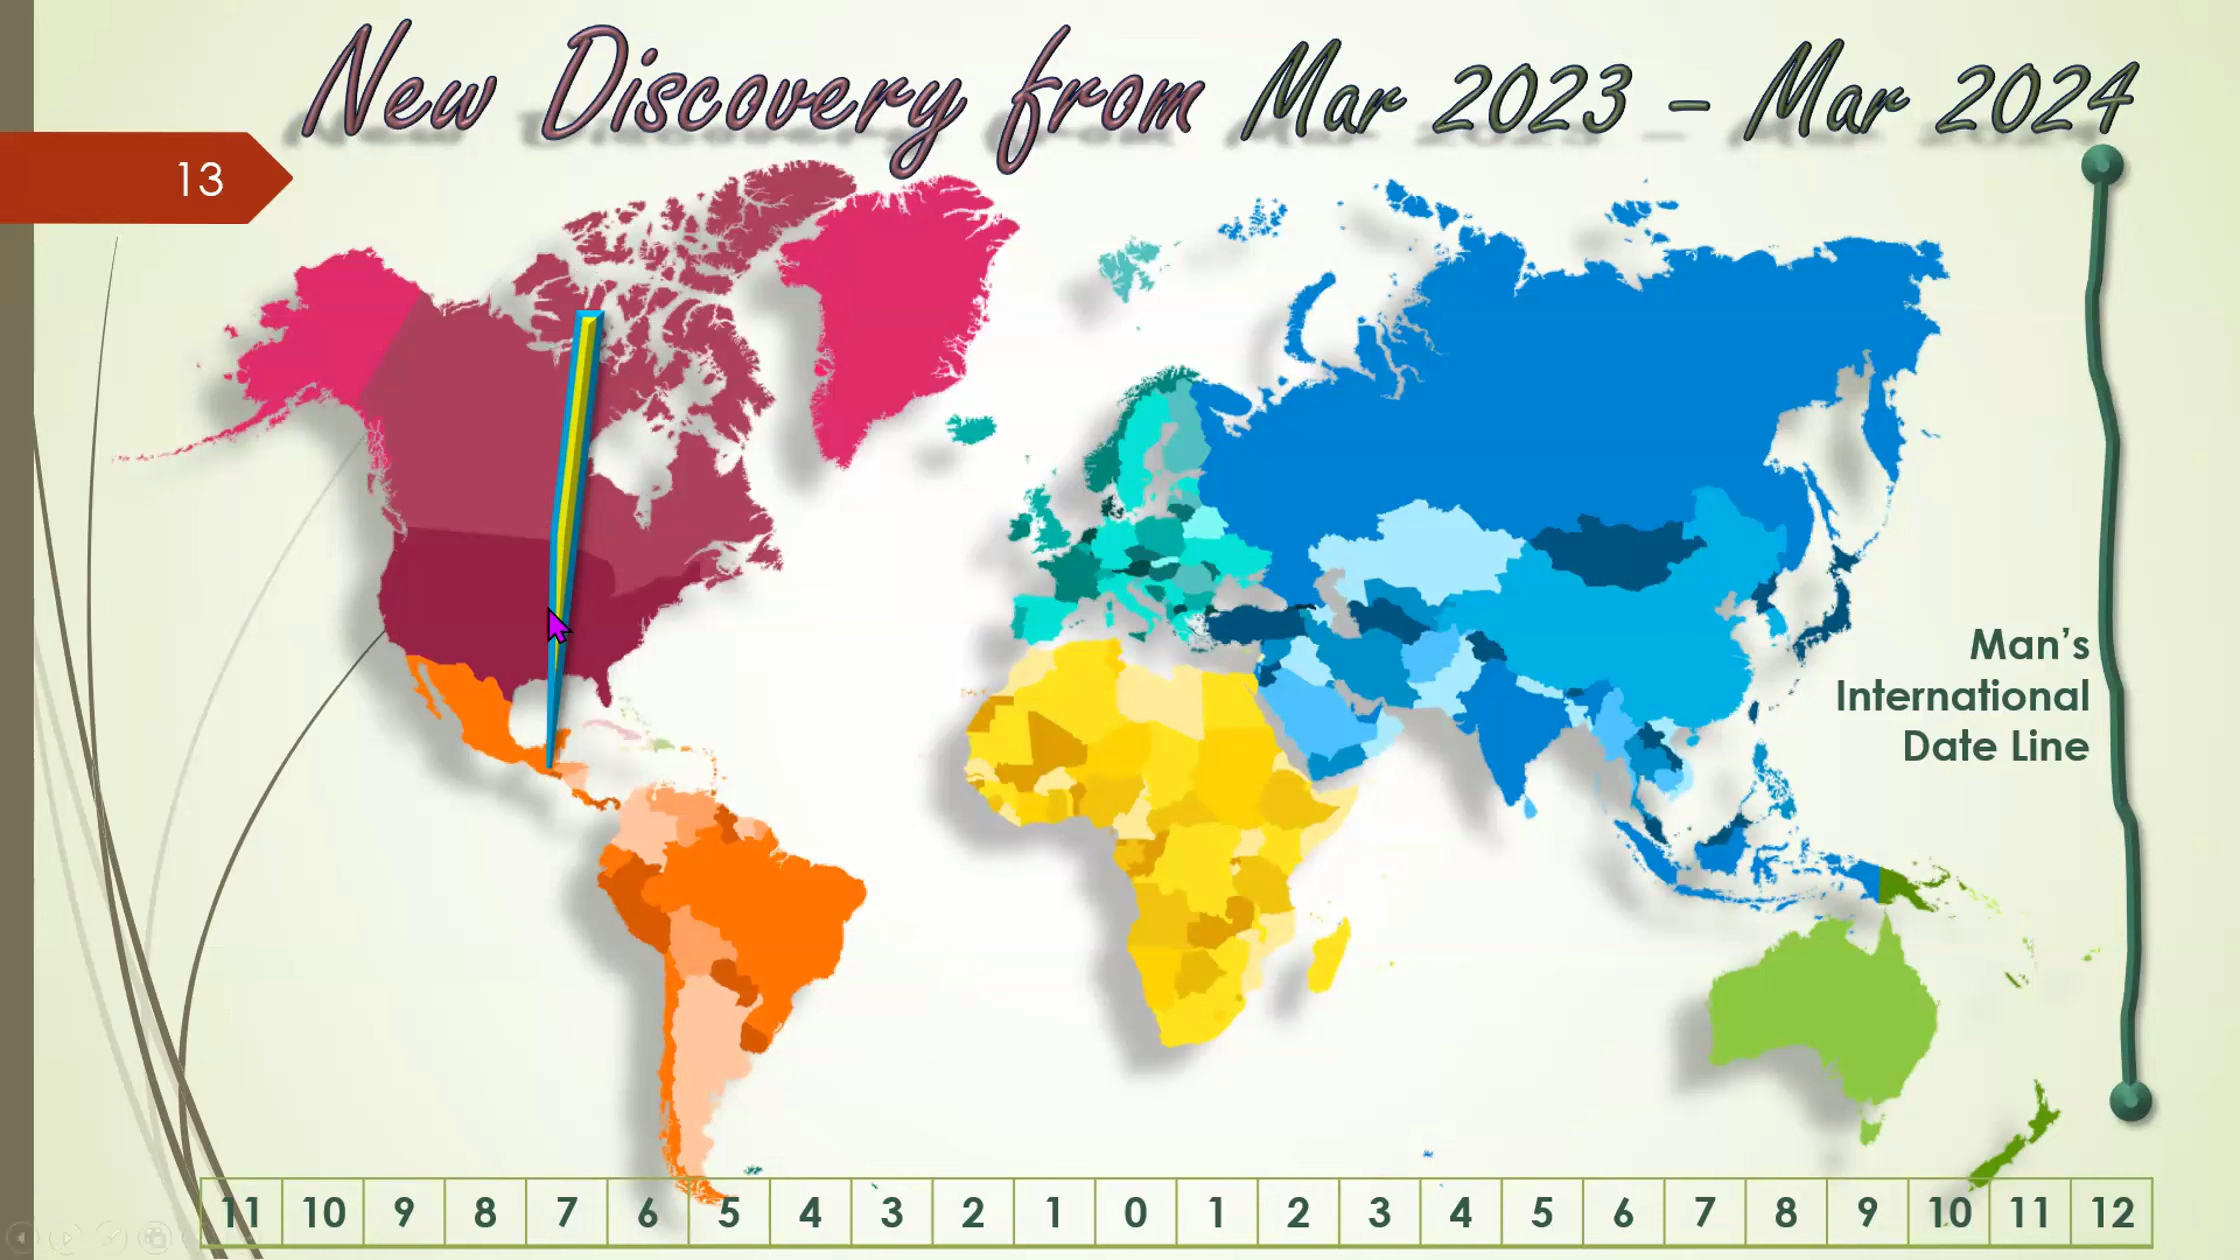 New Discovery from Mar 2023 – Mar 2024
13
Man's
International
Date Line
11 10 9 8 7 6 5 4 3 2 1 0 1 2 3 4 5 6 7 8 9 10 11 12